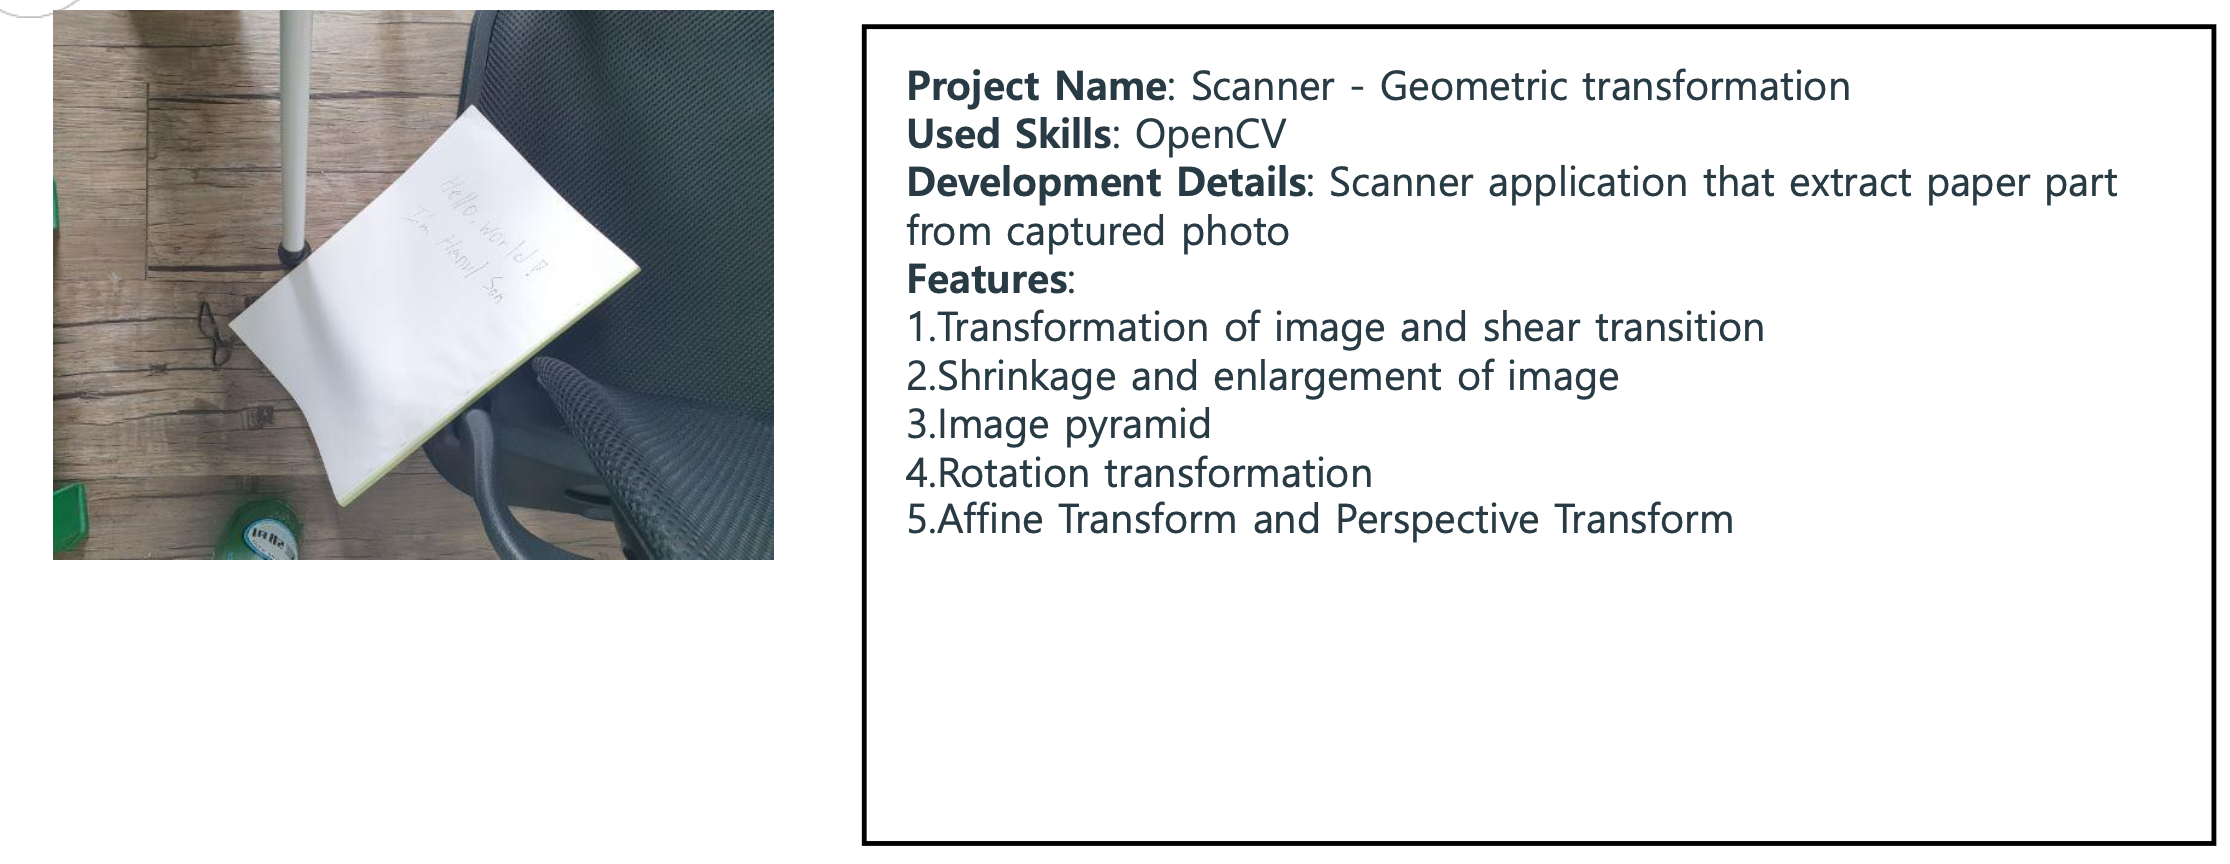 Hello, world!
I'm Hanul Son
Project Name: Scanner - Geometric transformation
Used Skills: OpenCV
Development Details: Scanner application that extract paper part
from captured photo
Features:
1.Transformation of image and shear transition
2.Shrinkage and enlargement of image
3.Image pyramid
4.Rotation transformation
5.Affine Transform and Perspective Transform